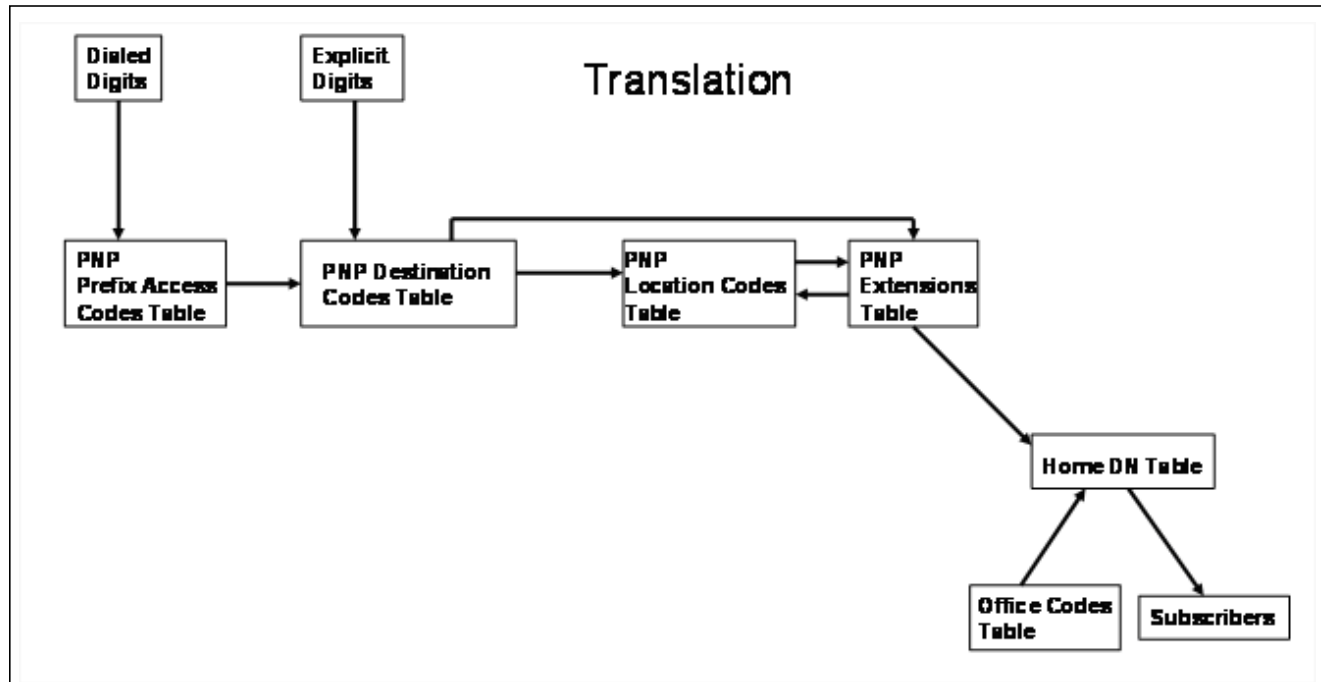 Dialed
Digits
Explicit
Digits
Translation
PNP
Prefix Access
Codes Table
PNP Destination
Codes Table
PNP
Location Codes
Table
PNP
Extensions
Table
Home DN Table
Office Codes
Table
Subscribers